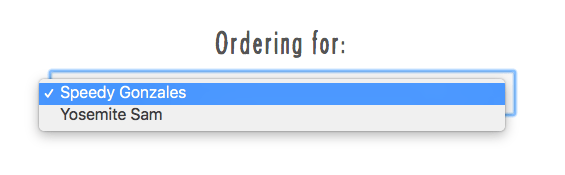 Ordering for:
✓ Speedy Gonzales
Yosemite Sam